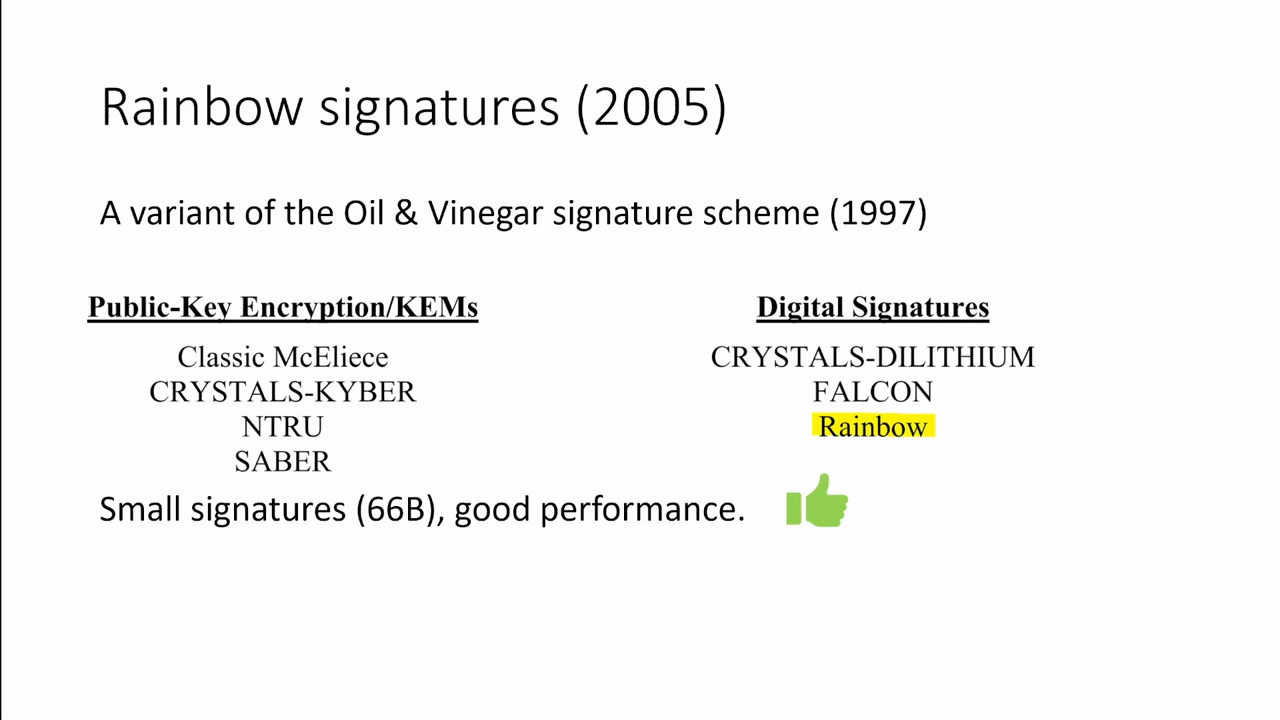 Rainbow signatures (2005)
A variant of the Oil & Vinegar signature scheme (1997)
Public-Key Encryption/KEMs
Classic McEliece
CRYSTALS-KYBER
NTRU
SABER
Digital Signatures
CRYSTALS-DILITHIUM
FALCON
Rainbow
Small signatures (66B), good performance.